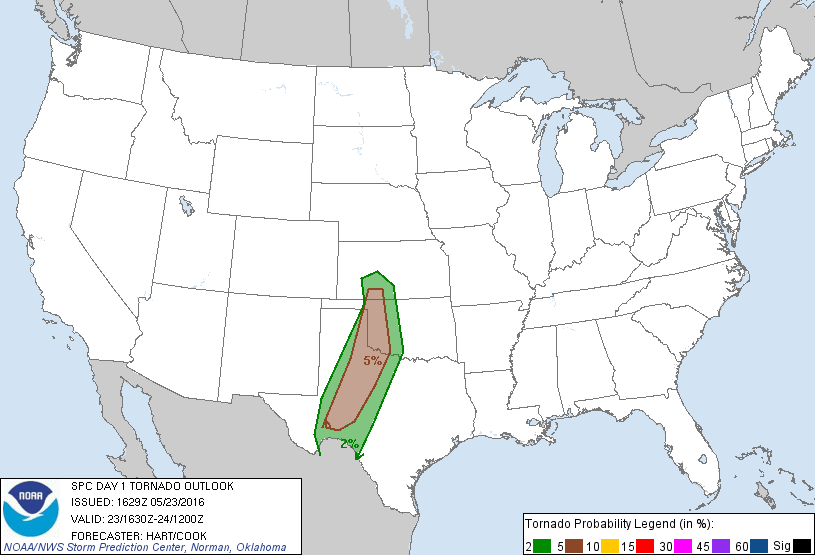 5%
2%
SPC DAY 1 TORNADO OUTLOOK
ISSUED: 1629Z 05/23/2016
VALID: 23/1630Z-24/1200Z
FORECASTER: HART/COOK
NOAA/NWS Storm Prediction Center, Norman, Oklahoma
NOAA
Tornado Probability Legend (in %):
2 5 10 15 30 45 60 Sig